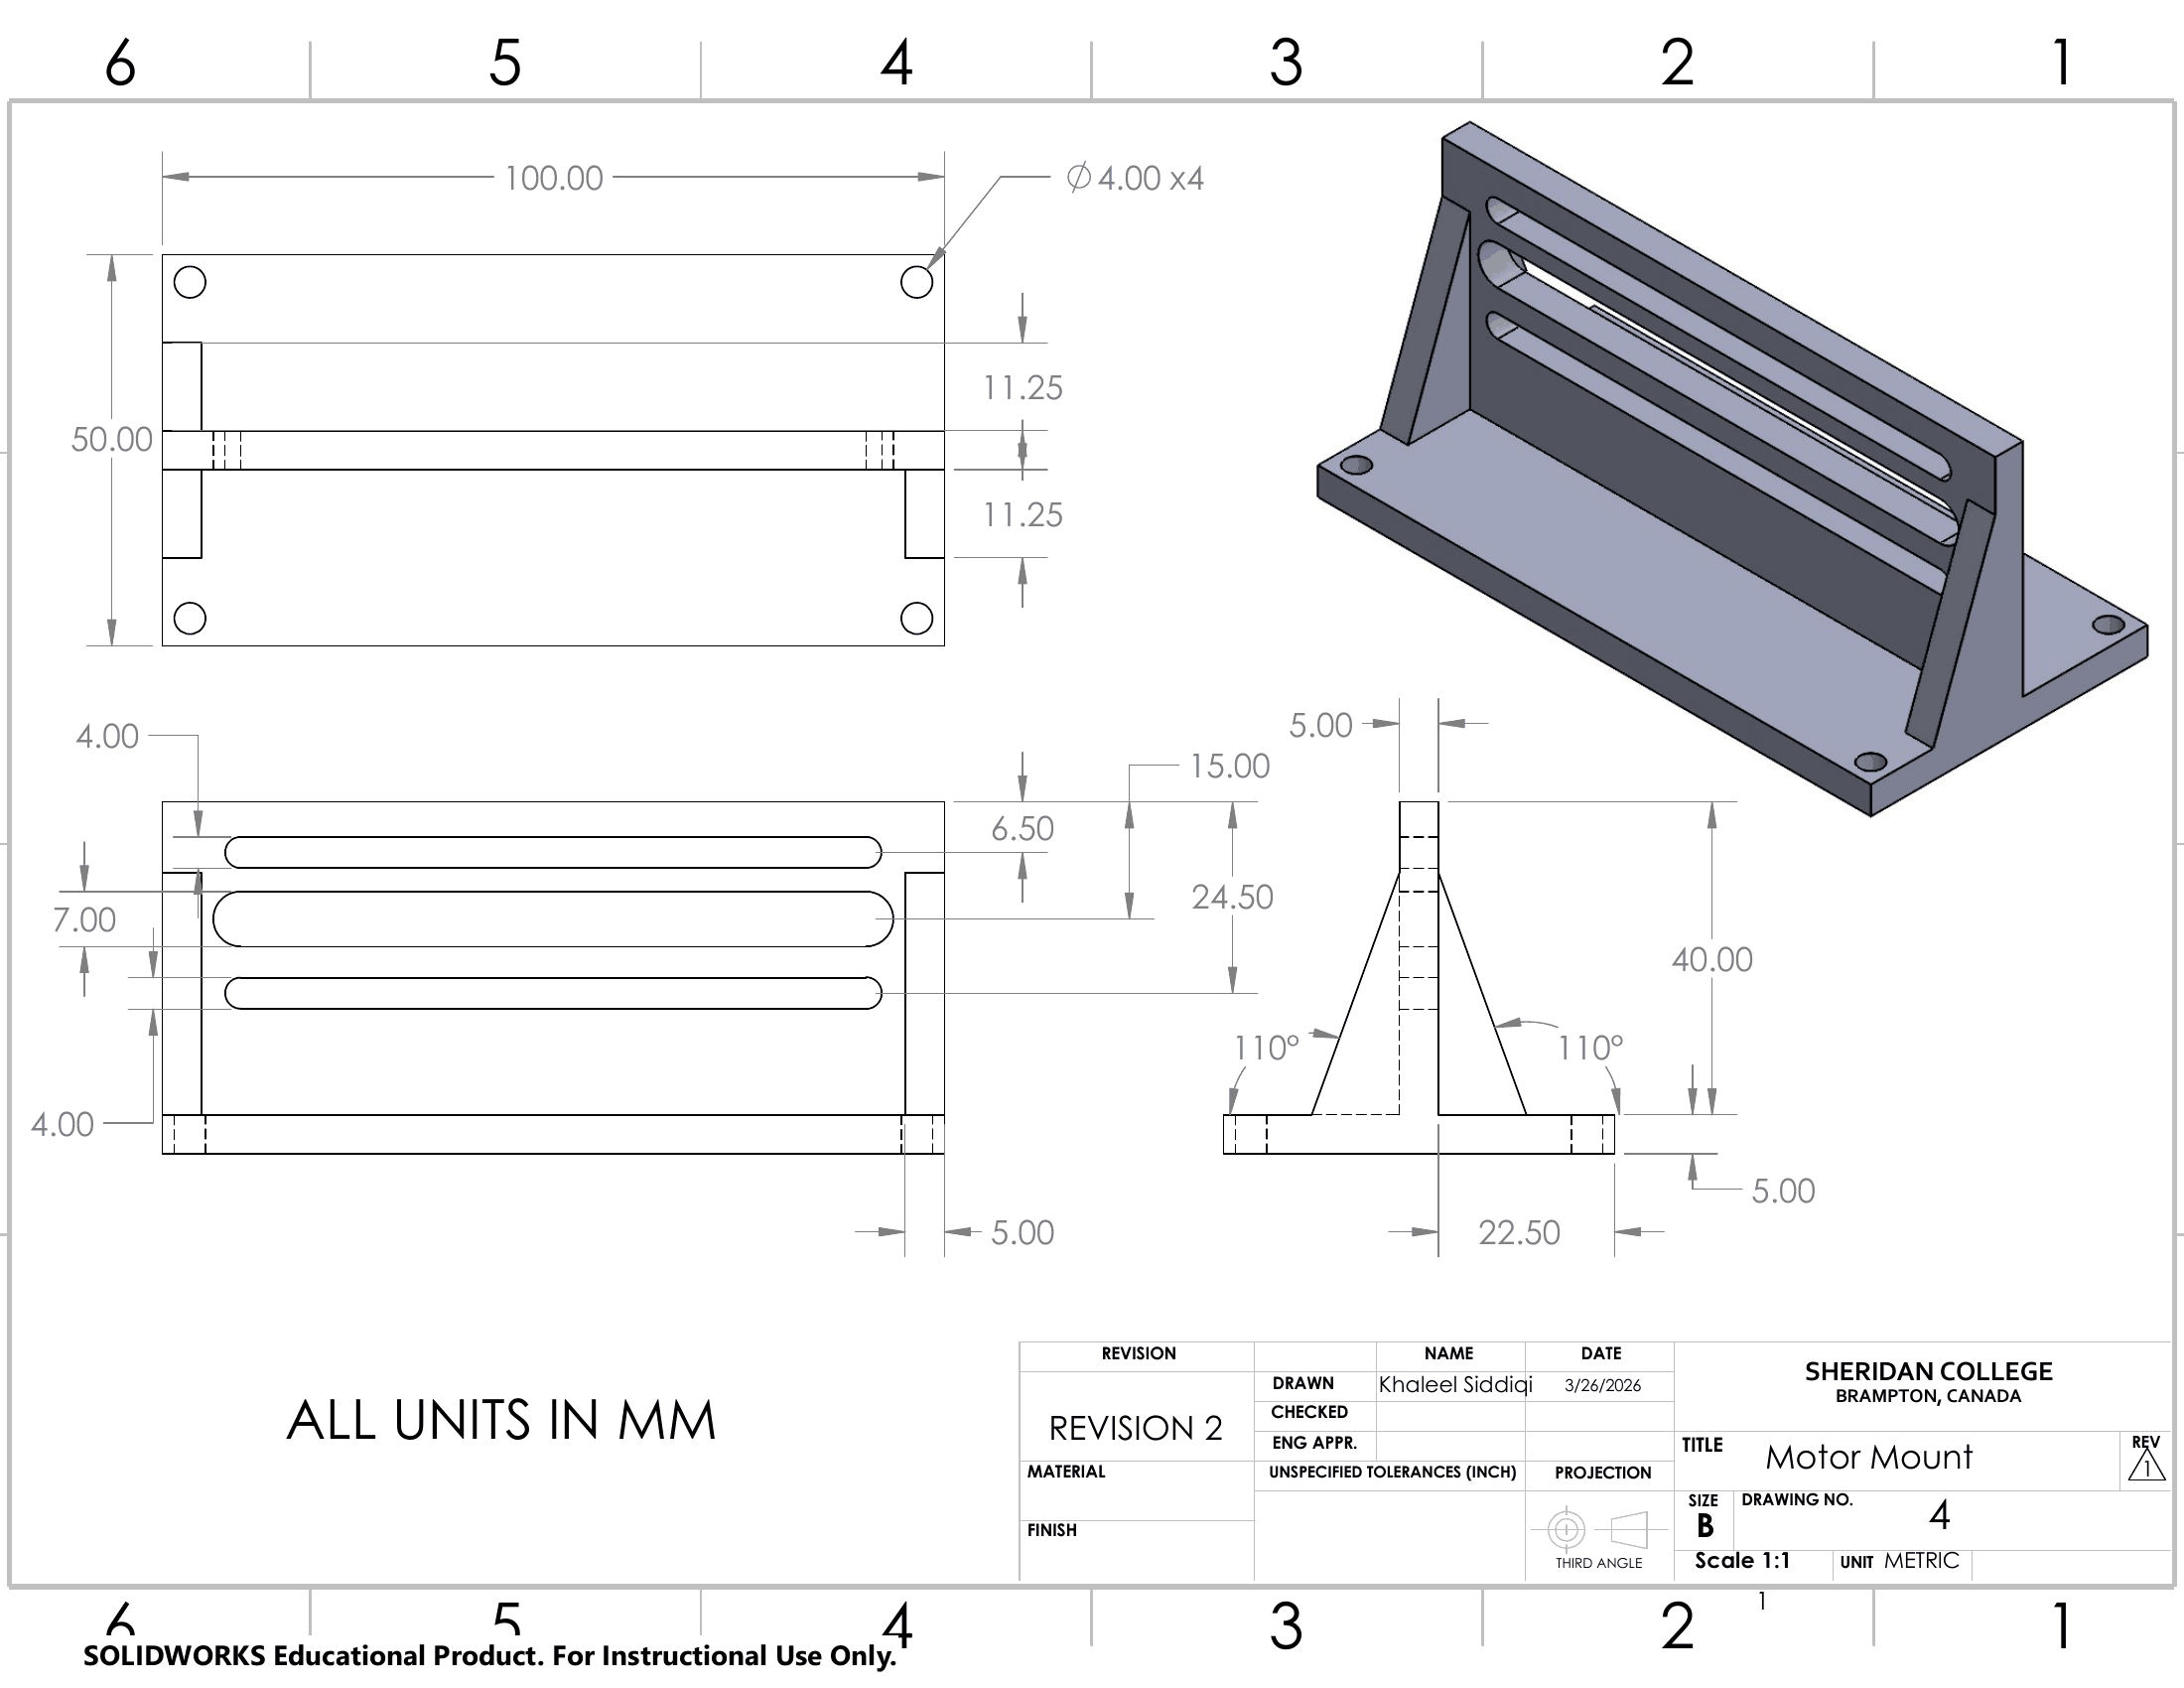 6 5 4 3 2 1
100.00
Ø 4.00 x4
11.25
50.00
11.25
4.00
5.00
15.00
6.50
24.50
7.00
40.00
110°
110°
4.00
5.00
5.00
22.50
ALL UNITS IN MM
REVISION
NAME
DATE
SHERIDAN COLLEGE
BRAMPTON, CANADA
DRAWN
Khaleel Siddiqi
3/26/2026
CHECKED
REVISION 2
ENG APPR.
TITLE
Motor Mount
REV
1
MATERIAL
UNSPECIFIED TOLERANCES (INCH)
PROJECTION
SIZE
B
DRAWING NO.
4
FINISH
THIRD ANGLE
Scale 1:1
UNIT METRIC
1
6 5 4 3 2 1
SOLIDWORKS Educational Product. For Instructional Use Only.